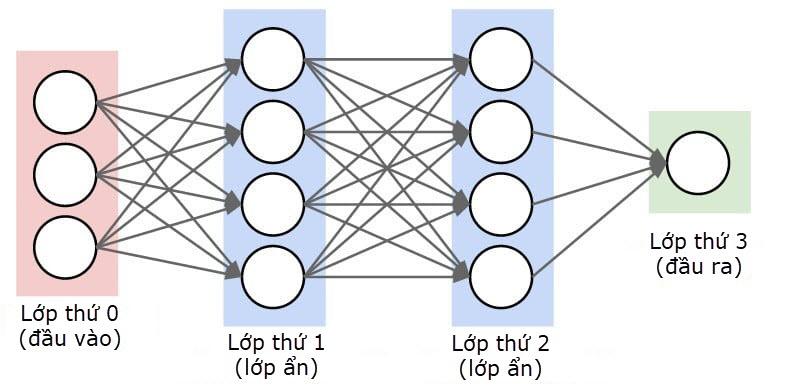 Lớp thứ 0
(đầu vào)
Lớp thứ 1
(lớp ẩn)
Lớp thứ 2
(lớp ẩn)
Lớp thứ 3
(đầu ra)